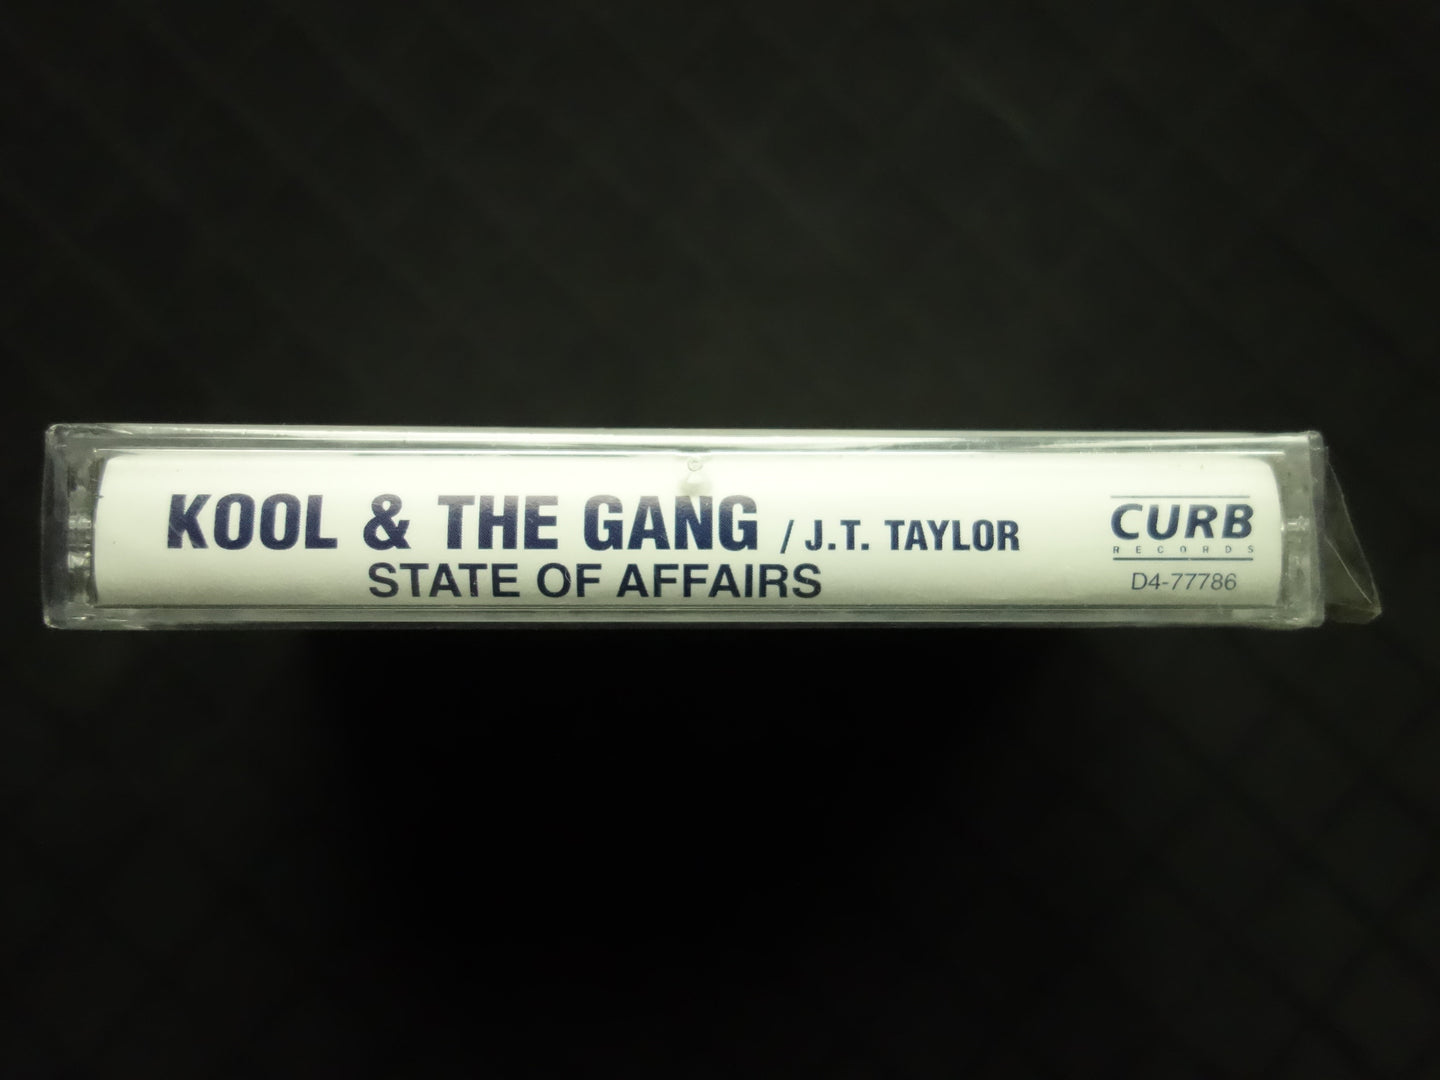 KOOL & THE GANG / J.T. TAYLOR
STATE OF AFFAIRS
CURB
RECORDS
D4-77786